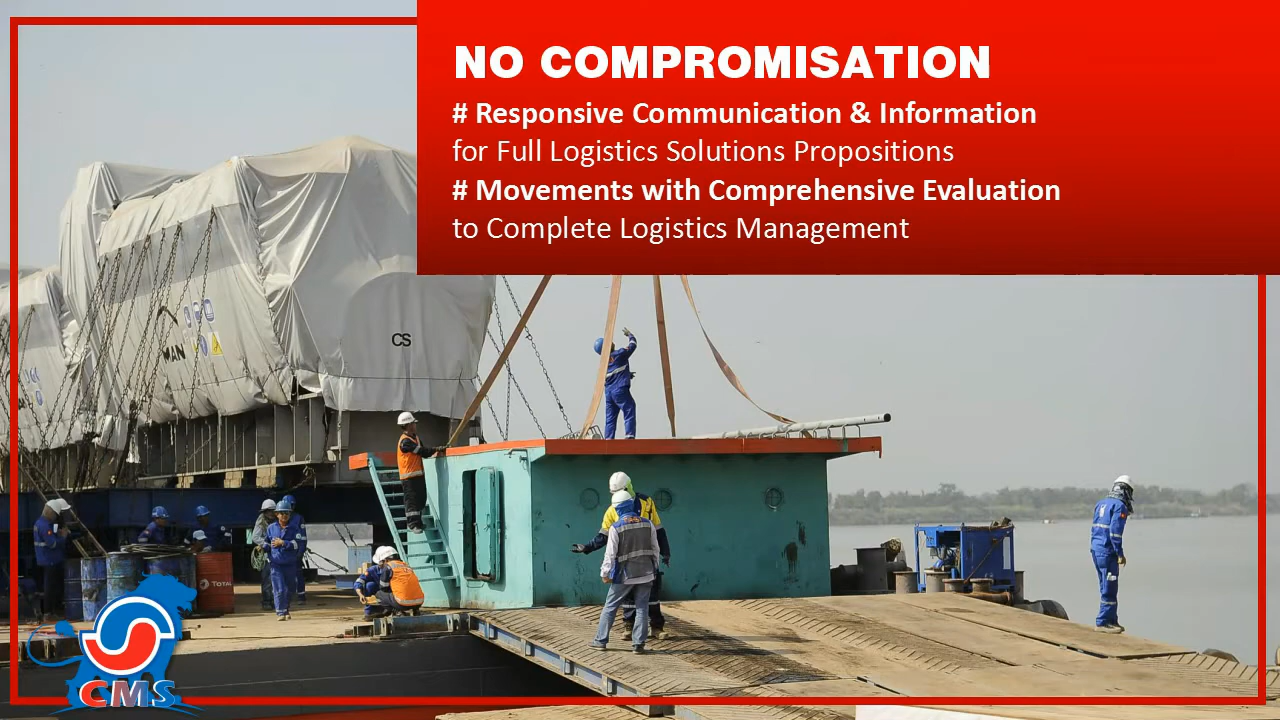 NO COMPROMISATION
# Responsive Communication & Information
for Full Logistics Solutions Propositions
# Movements with Comprehensive Evaluation
to Complete Logistics Management
CS
MAN
TOTAL
CMS